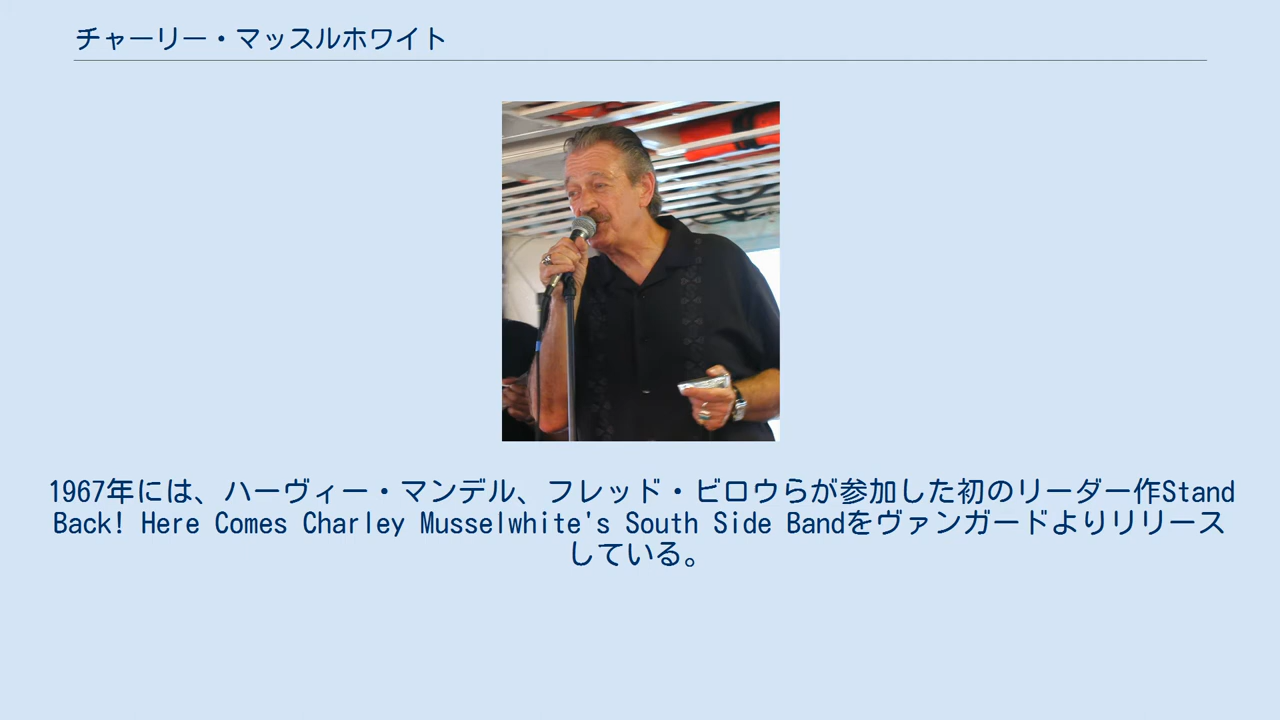 チャーリー・マッスルホワイト
1967年には、ハーヴィー・マンデル、フレッド・ビロウらが参加した初のリーダー作Stand
Back! Here Comes Charley Musselwhite's South Side Bandをヴァンガードよりリリース
している。